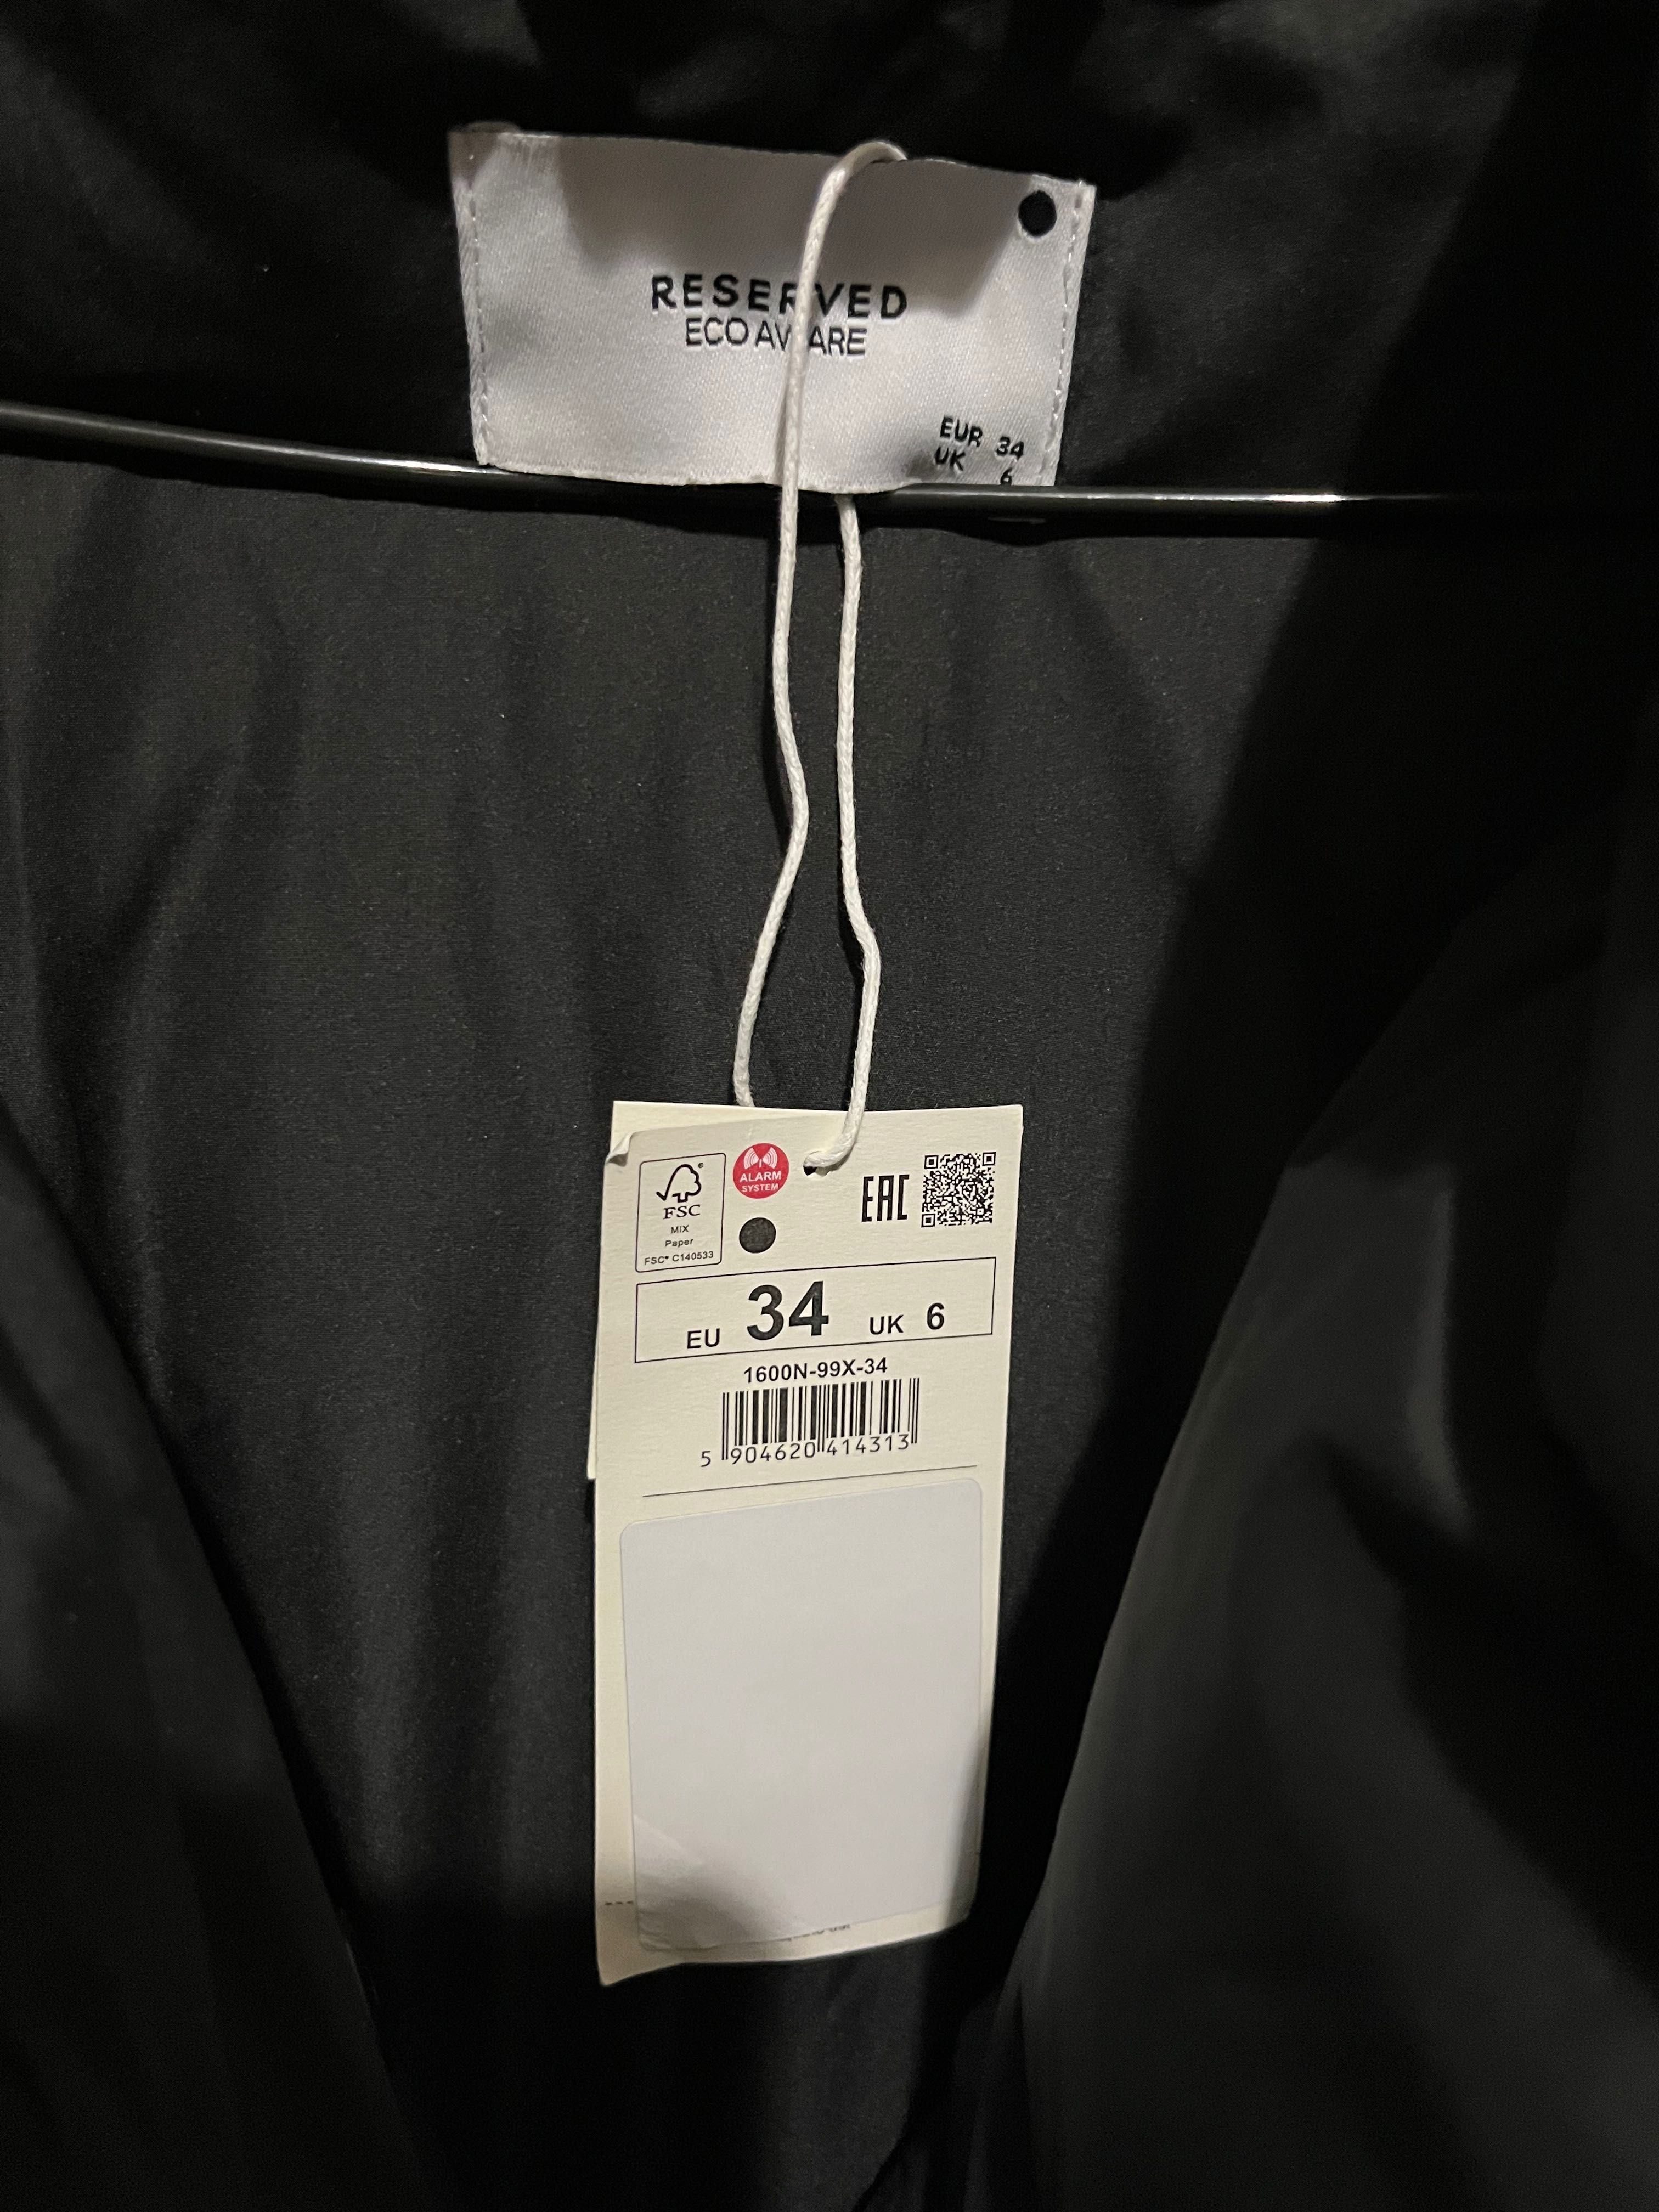 RESERVED
ECO AWARE
EUR 34
UK 6
ALARM
SYSTEM
FSC®
MIX
Paper
FSC® C140533
EAC
EU 34 UK 6
1600N-99X-34
5 904620 414313